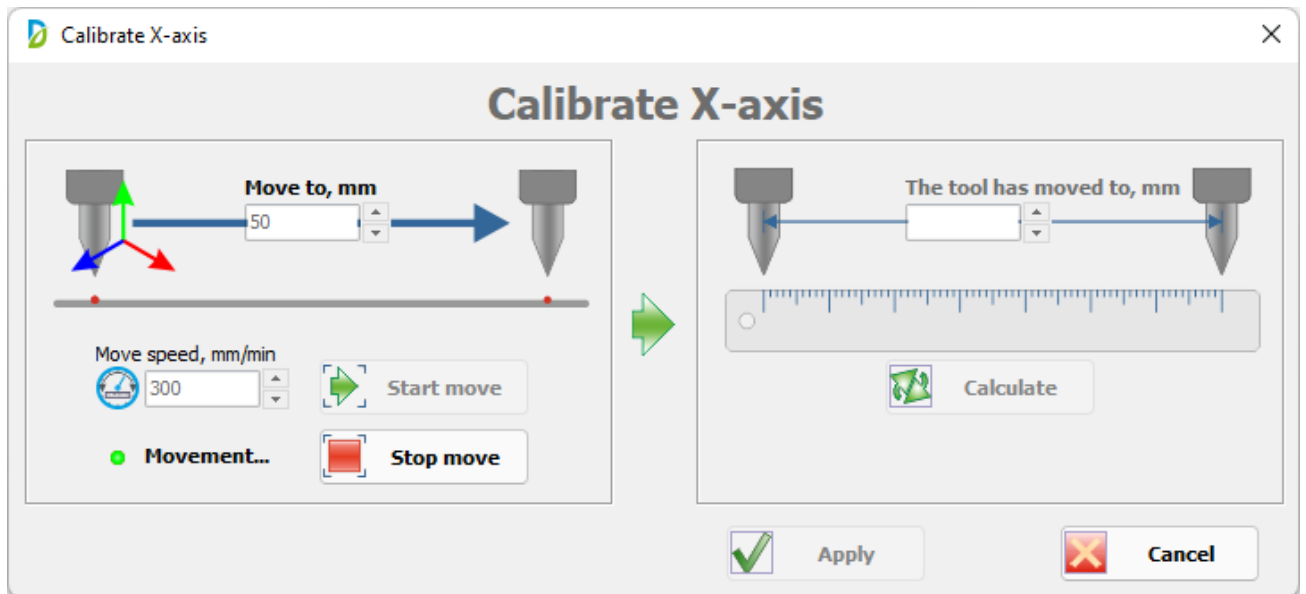 Calibrate X-axis
Calibrate X-axis
Move to, mm
50
Move speed, mm/min
300
Start move
Movement...
Stop move
The tool has moved to, mm
Calculate
Apply
Cancel